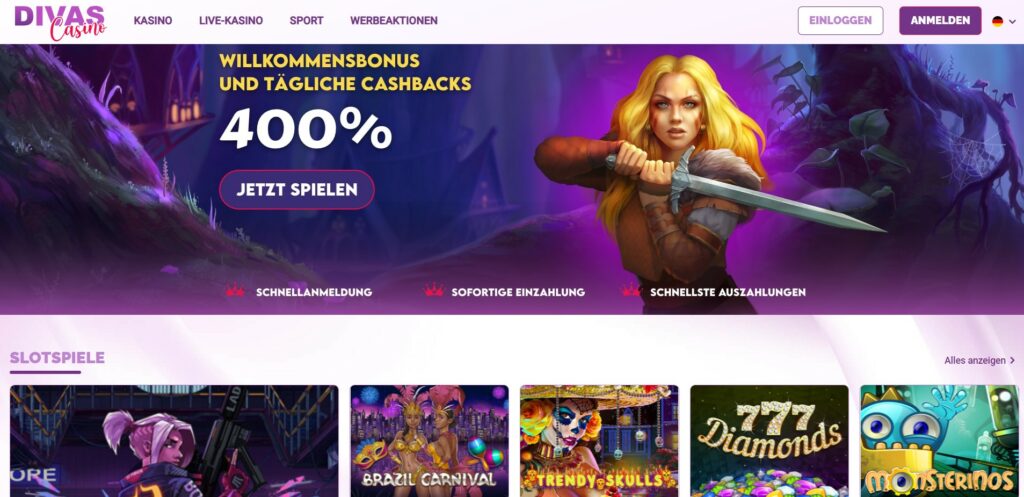 DIVAS
Casino
KASINO
LIVE-KASINO
SPORT
WERBEAKTIONEN
EINLOGGEN
ANMELDEN
WILLKOMMENSBONUS
UND TÄGLICHE CASHBACKS
400%
JETZT SPIELEN
SCHNELLANMELDUNG
SOFORTIGE EINZAHLUNG
SCHNELLSTE AUSZAHLUNGEN
SLOTSPIELE
Alles anzeigen
LAD
ORE
BRAZIL CARNIVAL
TRENDY SKULLS
777
Diamonds
MONSTERINOS